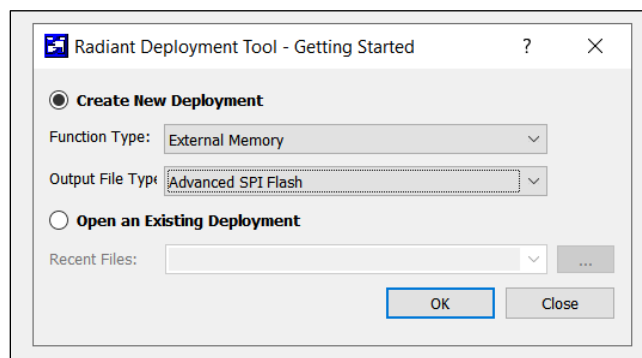 Radiant Deployment Tool - Getting Started ? ×
Create New Deployment
Function Type: External Memory
Output File Type Advanced SPI Flash
Open an Existing Deployment
Recent Files: ...
OK Close